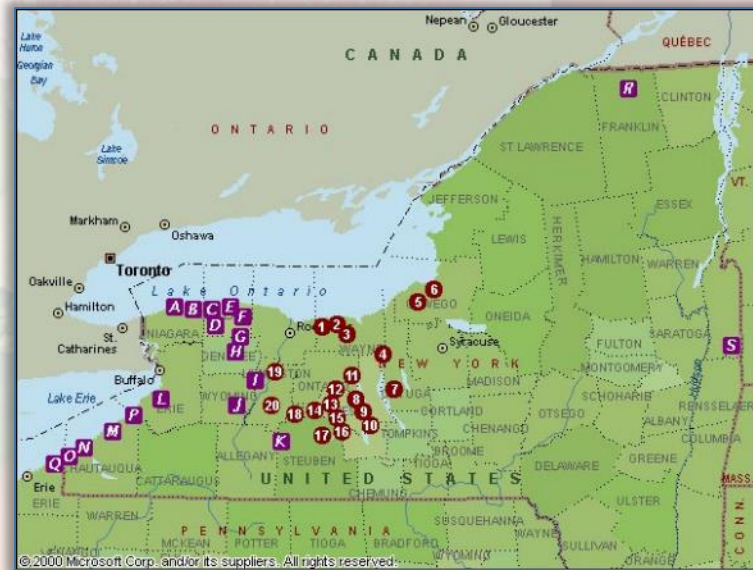 Nepean
Gloucester
Lake Huron
Georgian Bay
CANADA
QUÉBEC
R
CLINTON
FRANKLIN
ONTARIO
ST LAWRENCE
VT.
Lake Simcoe
JEFFERSON
ESSEX
Markham
Oshawa
LEWIS
HERKIMER
HAMILTON
WARREN
Toronto
Oakville
Lake Ontario
6
5
A
B
C
E
F
D
Hamilton
NIAGARA
1
2
3
ONEIDA
SARATOGA
St. Catharines
G
WAYNE
4
Syracuse
FULTON
S
H
NEW YORK
MONTGOMERY
Buffalo
19
11
MADISON
SCHOHARIE
RENSSELAER
Lake Erie
L
ERIE
WYOMING
I
12
7
8
J
20
18
14
13
9
CORTLAND
OTSEGO
ALBANY
P
15
10
CHENANGO
COLUMBIA
M
17
16
TOMPKINS
K
ALLEGANY
STEUBEN
BROOME
TIOGA
DELAWARE
GREENE
N
O
Q
CHAUTAUQUA
CATTARAUGUS
UNITED STATES
CHEMUNG
MASS.
Erie
ERIE
ULSTER
WARREN
PENNSYLVANIA
SUSQUEHANNA
WAYNE
CONN.
MCKEAN
POTTER
TIOGA
BRADFORD
WYOMING
SULLIVAN
ORANGE
Hudson
© 2000 Microsoft Corp. and/or its suppliers. All rights reserved.